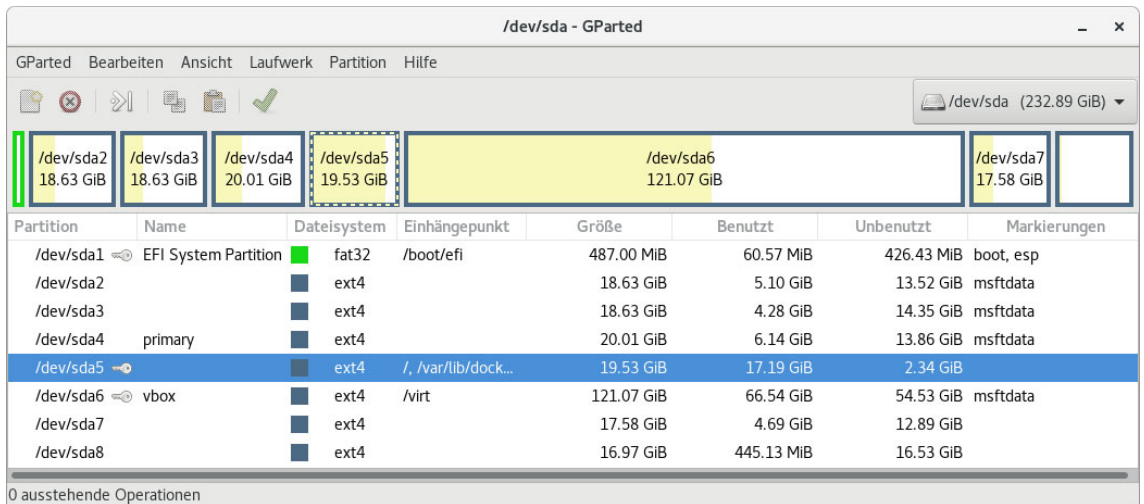 /dev/sda - GParted
GParted Bearbeiten Ansicht Laufwerk Partition Hilfe
/dev/sda (232.89 GiB)
/dev/sda2 /dev/sda3 /dev/sda4 /dev/sda5 /dev/sda6 /dev/sda7
18.63 GiB 18.63 GiB 20.01 GiB 19.53 GiB 121.07 GiB 17.58 GiB
Partition Name Dateisystem Einhängepunkt Größe Benutzt Unbenutzt Markierungen
/dev/sda1 EFI System Partition fat32 /boot/efi 487.00 MiB 60.57 MiB 426.43 MiB boot, esp
/dev/sda2 ext4 18.63 GiB 5.10 GiB 13.52 GiB msftdata
/dev/sda3 ext4 18.63 GiB 4.28 GiB 14.35 GiB msftdata
/dev/sda4 primary ext4 20.01 GiB 6.14 GiB 13.86 GiB msftdata
/dev/sda5 ext4 /, /var/lib/dock... 19.53 GiB 17.19 GiB 2.34 GiB
/dev/sda6 vbox ext4 /virt 121.07 GiB 66.54 GiB 54.53 GiB msftdata
/dev/sda7 ext4 17.58 GiB 4.69 GiB 12.89 GiB
/dev/sda8 ext4 16.97 GiB 445.13 MiB 16.53 GiB
0 ausstehende Operationen